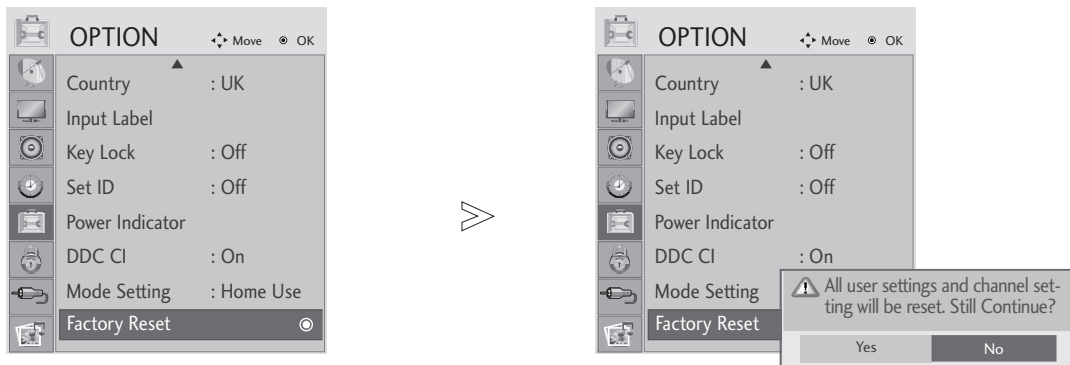 OPTION Move OK
Country : UK
Input Label
Key Lock : Off
Set ID : Off
Power Indicator
DDC CI : On
Mode Setting : Home Use
Factory Reset
OPTION Move OK
Country : UK
Input Label
Key Lock : Off
Set ID : Off
Power Indicator
DDC CI : On
Mode Setting
Factory Reset
All user settings and channel set-
ting will be reset. Still Continue?
Yes No